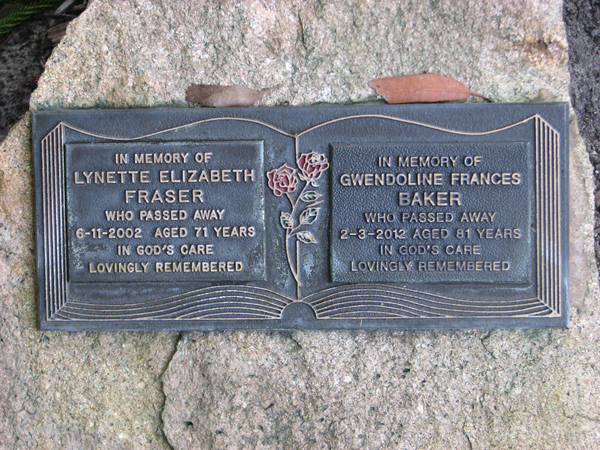 IN MEMORY OF
LYNETTE ELIZABETH
FRASER
WHO PASSED AWAY
6-11-2002 AGED 71 YEARS
IN GOD'S CARE
LOVINGLY REMEMBERED
IN MEMORY OF
GWENDOLINE FRANCES
BAKER
WHO PASSED AWAY
2-3-2012 AGED 81 YEARS
IN GOD'S CARE
LOVINGLY REMEMBERED